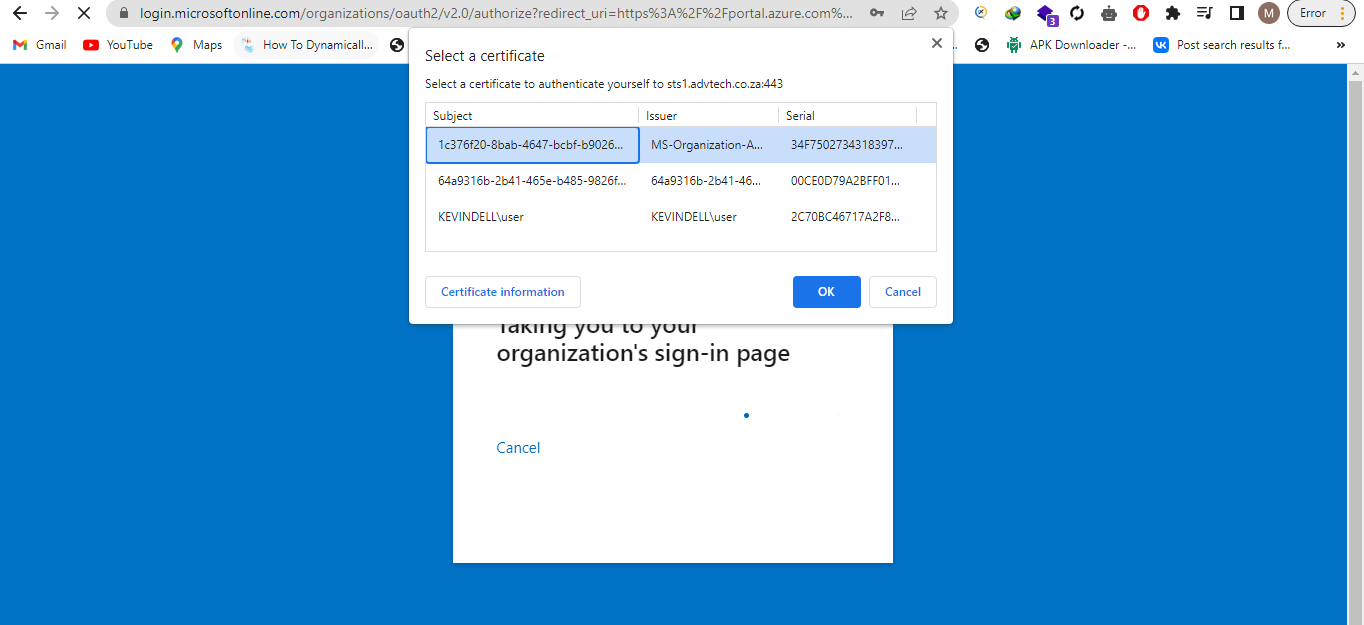 login.microsoftonline.com/organizations/oauth2/v2.0/authorize?redirect_uri=https%3A%2F%2Fportal.azure.com%...
3
M
Error
Gmail
YouTube
Maps
How To Dynamicall...
APK Downloader -...
VK
Post search results f...
»
Select a certificate
Select a certificate to authenticate yourself to sts1.advtech.co.za:443
Subject Issuer Serial
1c376f20-8bab-4647-bcbf-b9026... MS-Organization-A... 34F7502734318397...
64a9316b-2b41-465e-b485-9826f... 64a9316b-2b41-46... 00CE0D79A2BFF01...
KEVINDELL\user KEVINDELL\user 2C70BC46717A2F8...
Certificate information
OK
Cancel
Taking you to your
organization's sign-in page
Cancel